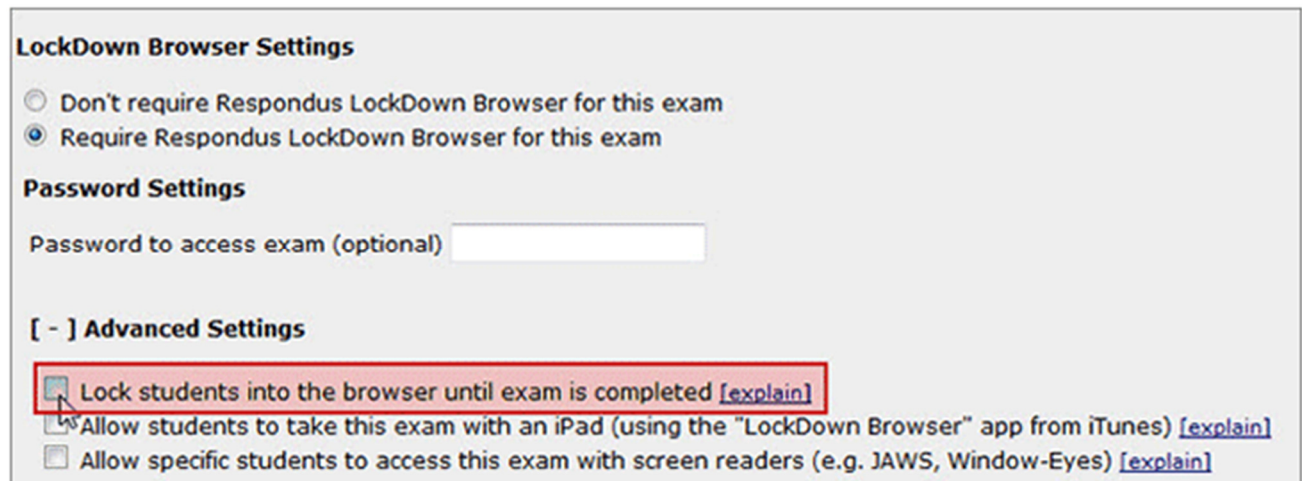 LockDown Browser Settings
Don't require Respondus LockDown Browser for this exam
Require Respondus LockDown Browser for this exam
Password Settings
Password to access exam (optional)
[ - ] Advanced Settings
Lock students into the browser until exam is completed [explain]
Allow students to take this exam with an iPad (using the "LockDown Browser" app from iTunes) [explain]
Allow specific students to access this exam with screen readers (e.g. JAWS, Window-Eyes) [explain]